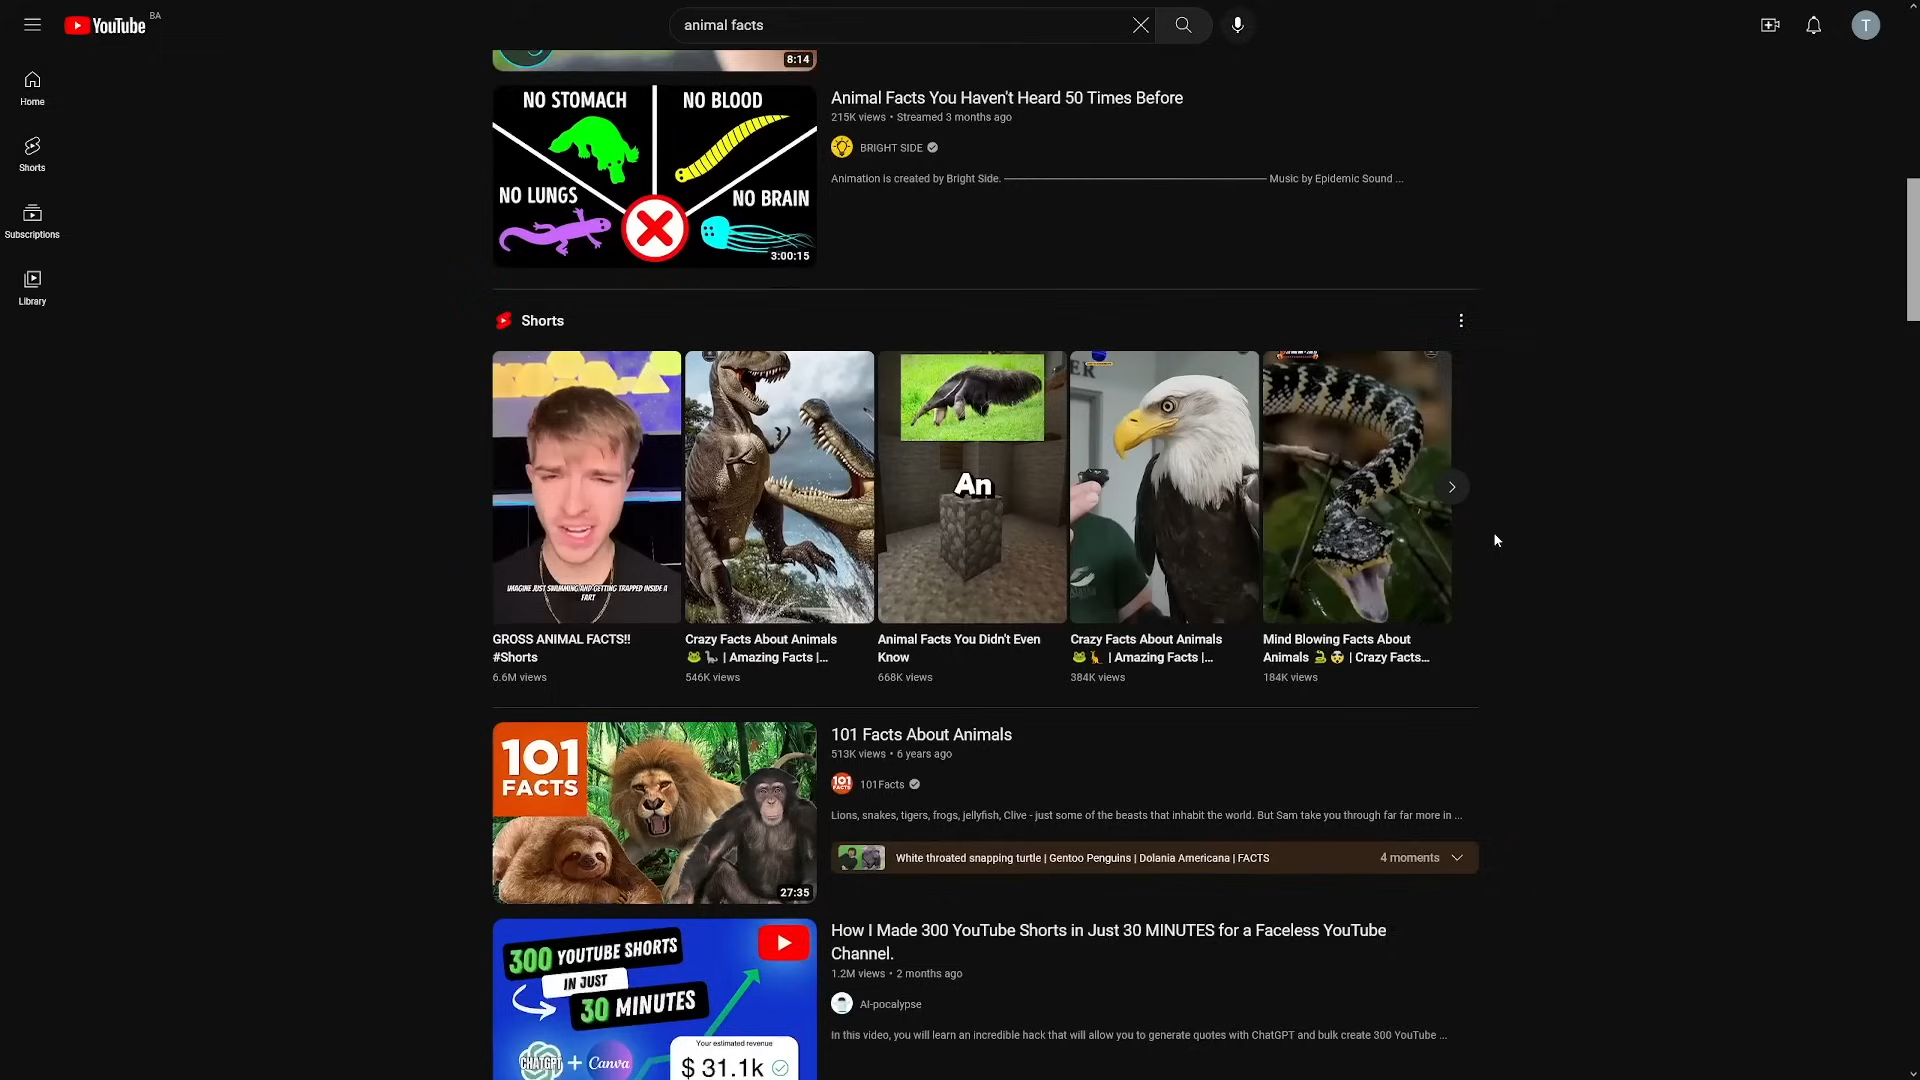 YouTube
BA
animal facts
T
Home
Shorts
Subscriptions
Library
8:14
NO STOMACH
NO BLOOD
NO LUNGS
NO BRAIN
3:00:15
Animal Facts You Haven't Heard 50 Times Before
215K views • Streamed 3 months ago
BRIGHT SIDE
Animation is created by Bright Side. ―――――――――――――――――――― Music by Epidemic Sound ...
Shorts
IMAGINE JUST SWIMMING AND GETTING TRAPPED INSIDE A
FART
An
ER
GROSS ANIMAL FACTS!!
#Shorts
6.6M views
Crazy Facts About Animals
🐸🦕 | Amazing Facts |...
546K views
Animal Facts You Didn't Even
Know
668K views
Crazy Facts About Animals
🐸🦒 | Amazing Facts |...
384K views
Mind Blowing Facts About
Animals 🐍🤯 | Crazy Facts...
184K views
101
FACTS
27:35
101 Facts About Animals
513K views • 6 years ago
101Facts
Lions, snakes, tigers, frogs, jellyfish, Clive - just some of the beasts that inhabit the world. But Sam take you through far far more in ...
White throated snapping turtle | Gentoo Penguins | Dolania Americana | FACTS
4 moments
300 YOUTUBE SHORTS
IN JUST
30 MINUTES
CHATGPT + Canva
Your estimated revenue
$ 31.1k
How I Made 300 YouTube Shorts in Just 30 MINUTES for a Faceless YouTube
Channel.
1.2M views • 2 months ago
AI-pocalypse
In this video, you will learn an incredible hack that will allow you to generate quotes with ChatGPT and bulk create 300 YouTube ...